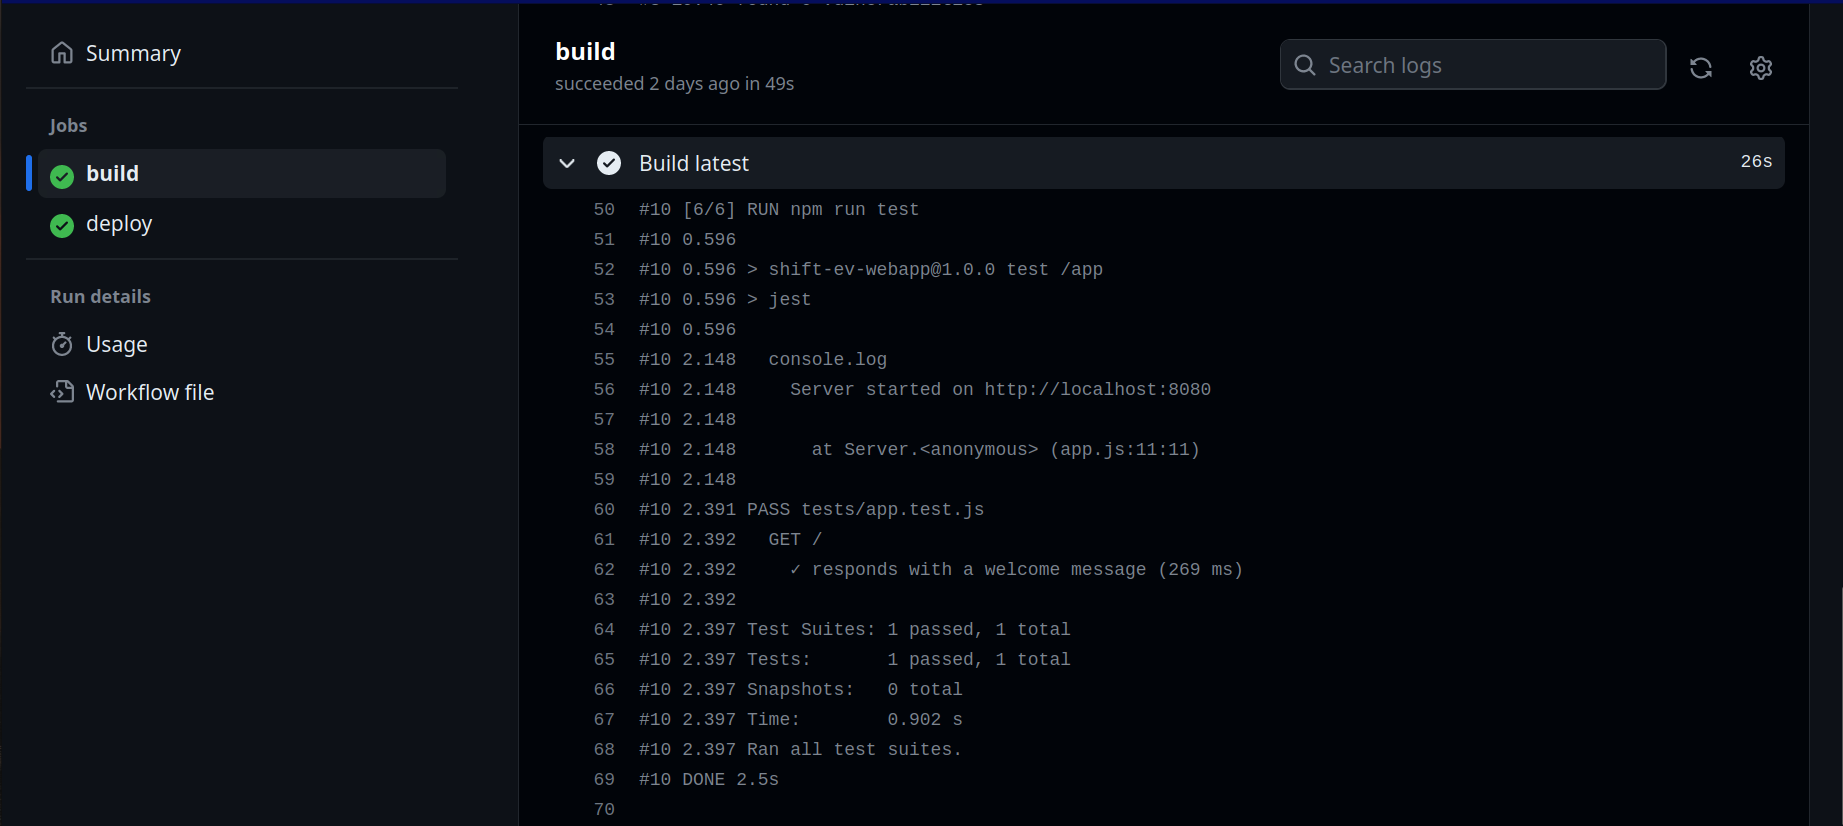 Summary
Jobs
build
deploy
Run details
Usage
Workflow file
build
succeeded 2 days ago in 49s
Search logs
Build latest 26s
50 #10 [6/6] RUN npm run test
51 #10 0.596
52 #10 0.596 > shift-ev-webapp@1.0.0 test /app
53 #10 0.596 > jest
54 #10 0.596
55 #10 2.148 console.log
56 #10 2.148 Server started on http://localhost:8080
57 #10 2.148
58 #10 2.148 at Server.<anonymous> (app.js:11:11)
59 #10 2.148
60 #10 2.391 PASS tests/app.test.js
61 #10 2.392 GET /
62 #10 2.392 ✓ responds with a welcome message (269 ms)
63 #10 2.392
64 #10 2.397 Test Suites: 1 passed, 1 total
65 #10 2.397 Tests: 1 passed, 1 total
66 #10 2.397 Snapshots: 0 total
67 #10 2.397 Time: 0.902 s
68 #10 2.397 Ran all test suites.
69 #10 DONE 2.5s
70